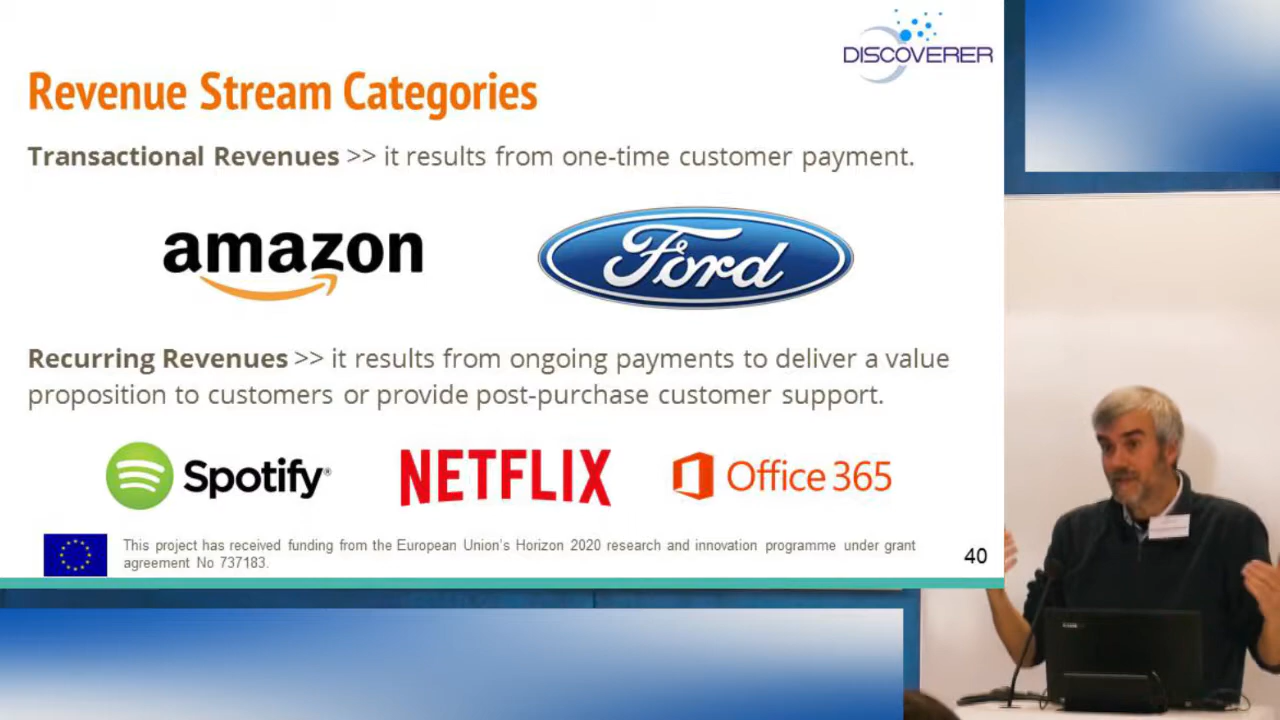 DISCOVERER
Revenue Stream Categories
Transactional Revenues >> it results from one-time customer payment.
amazon
Ford
Recurring Revenues >> it results from ongoing payments to deliver a value
proposition to customers or provide post-purchase customer support.
Spotify®
NETFLIX
Office 365
This project has received funding from the European Union's Horizon 2020 research and innovation programme under grant
agreement No 737183.
40